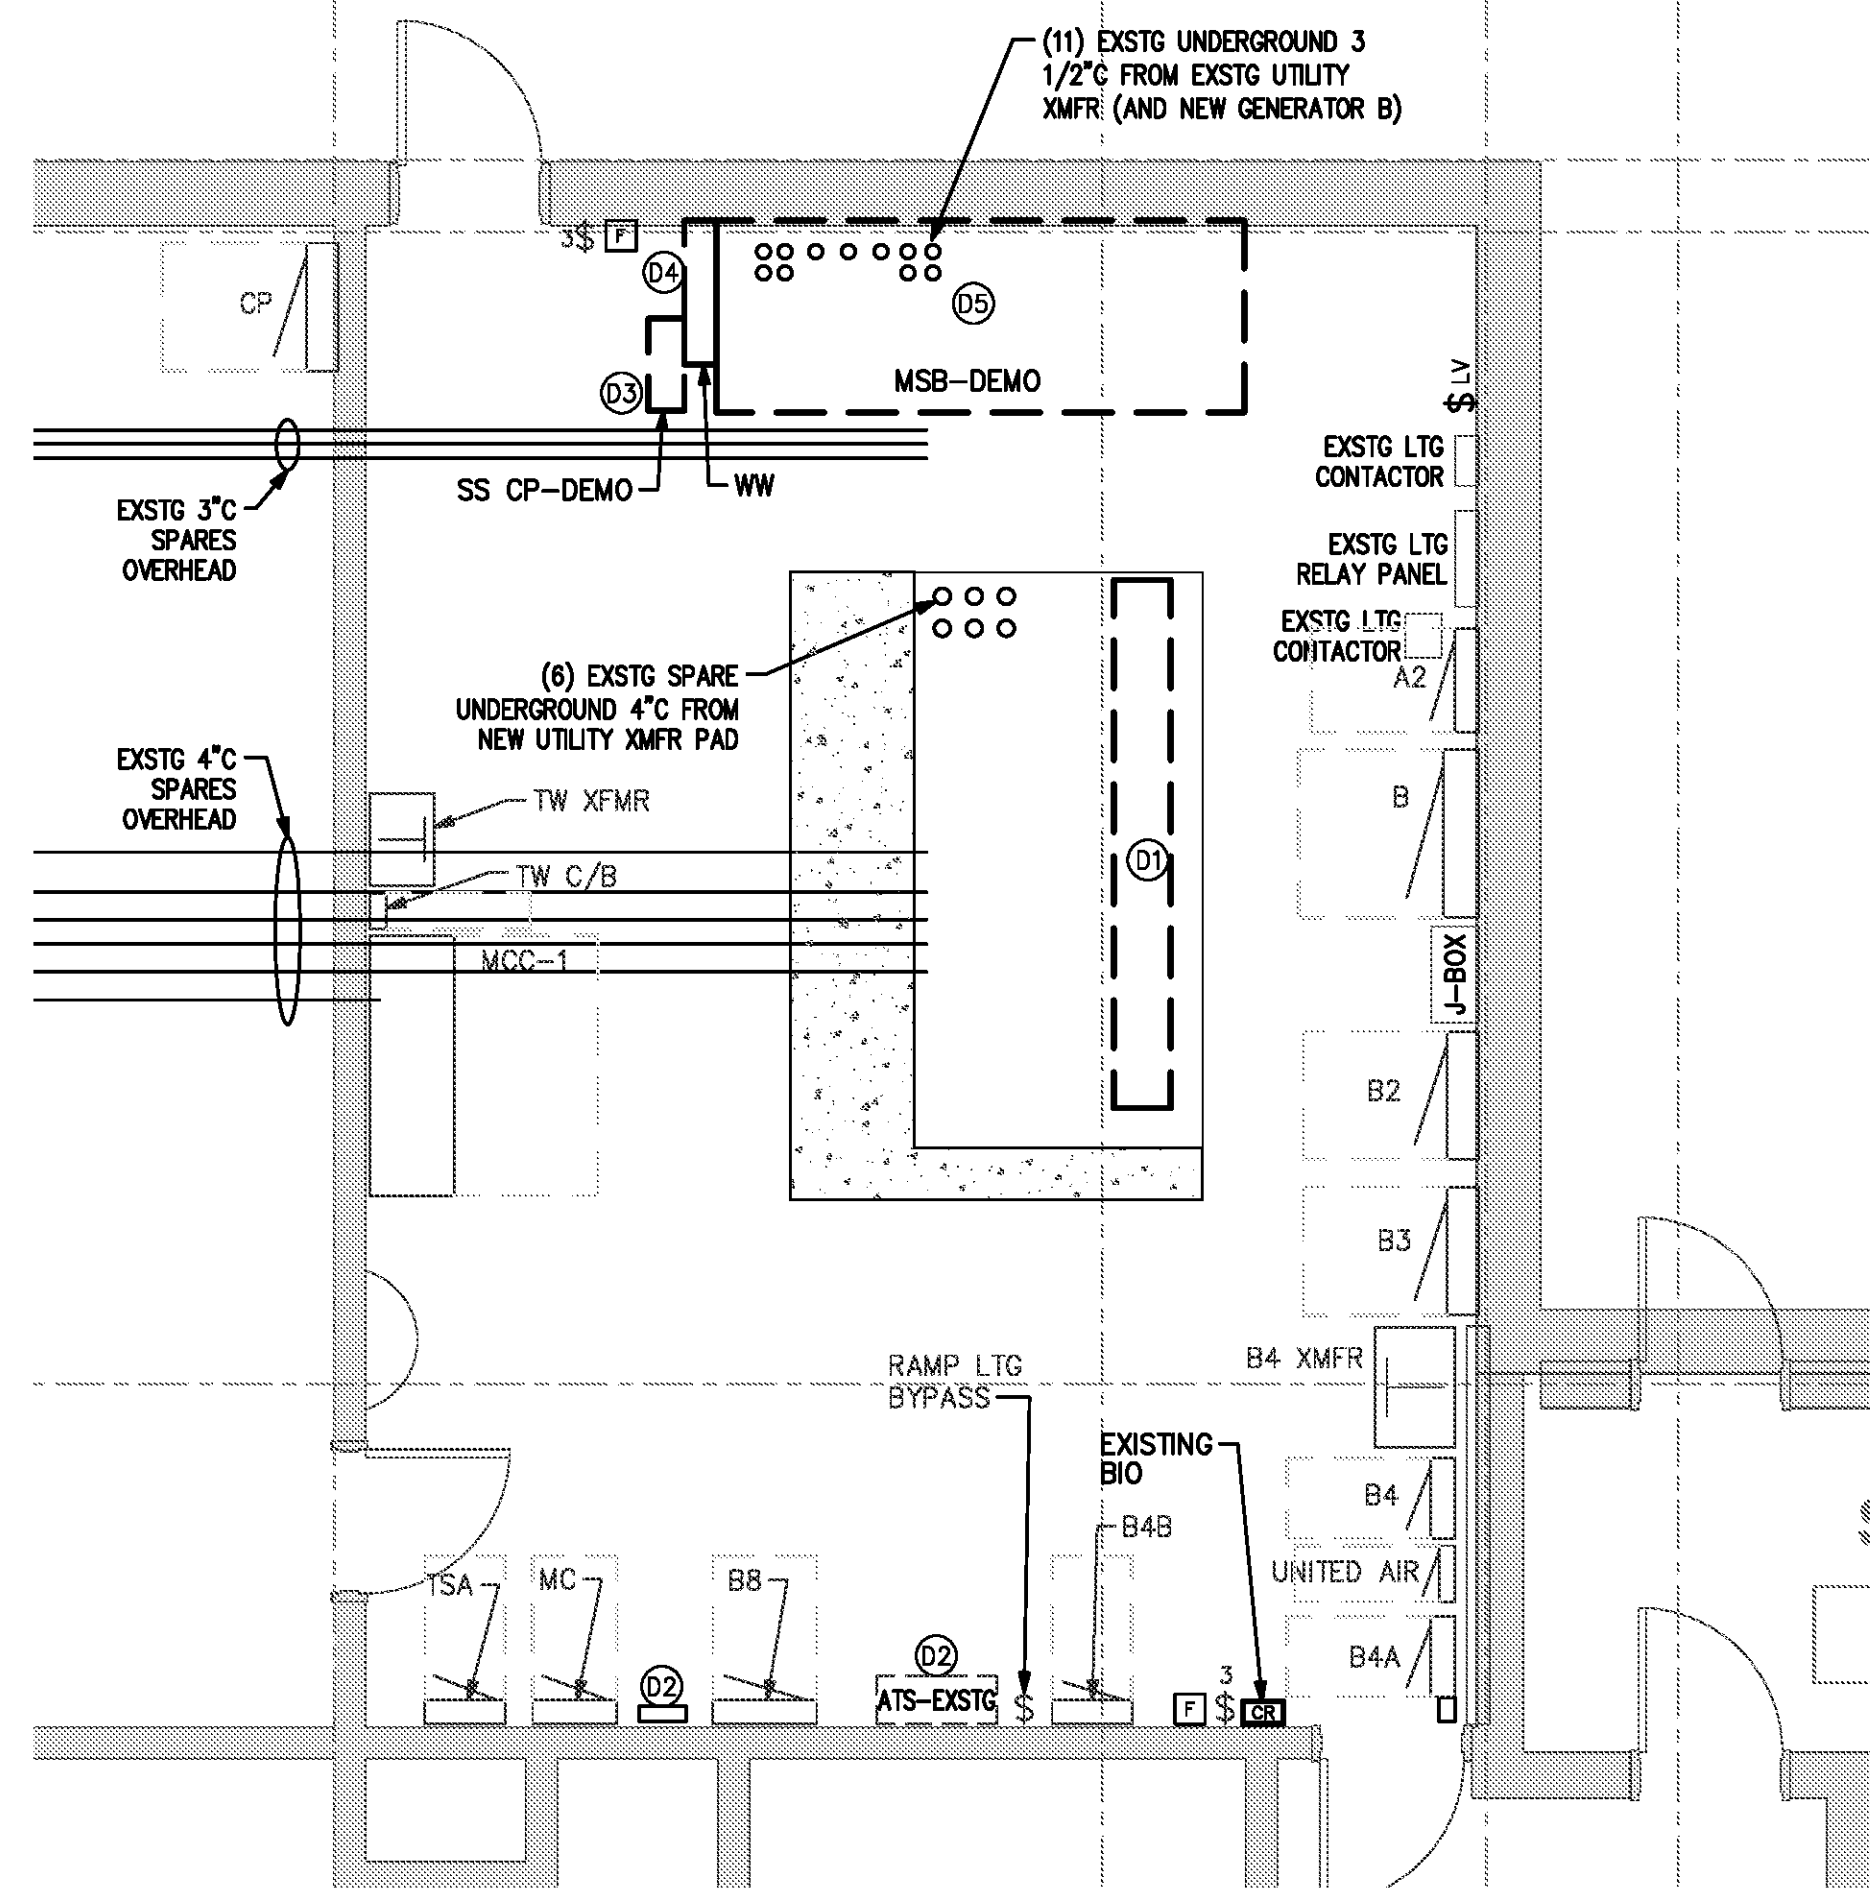 (11) EXSTG UNDERGROUND 3
1/2"C FROM EXSTG UTILITY
XMFR (AND NEW GENERATOR B)
3$
F
D4
D5
CP
MSB-DEMO
D3
$ LV
SS CP-DEMO
WW
EXSTG 3"C
SPARES
OVERHEAD
EXSTG LTG
CONTACTOR
EXSTG LTG
RELAY PANEL
EXSTG LTG
CONTACTOR
A2
(6) EXSTG SPARE
UNDERGROUND 4"C FROM
NEW UTILITY XMFR PAD
EXSTG 4"C
SPARES
OVERHEAD
TW XFMR
B
TW C/B
D1
MCC-1
J-BOX
B2
B3
RAMP LTG
BYPASS
B4 XMFR
EXISTING
BIO
B4
B4B
UNITED AIR
TSA
MC
B8
B4A
D2
D2
ATS-EXSTG
$
F
3
$
CR